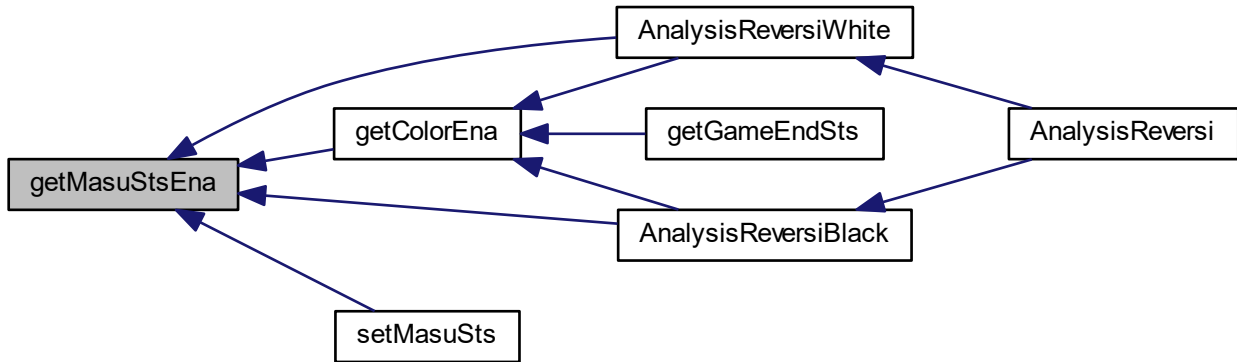 AnalysisReversiWhite
getColorEna
getGameEndSts
AnalysisReversi
getMasuStsEna
AnalysisReversiBlack
setMasuSts